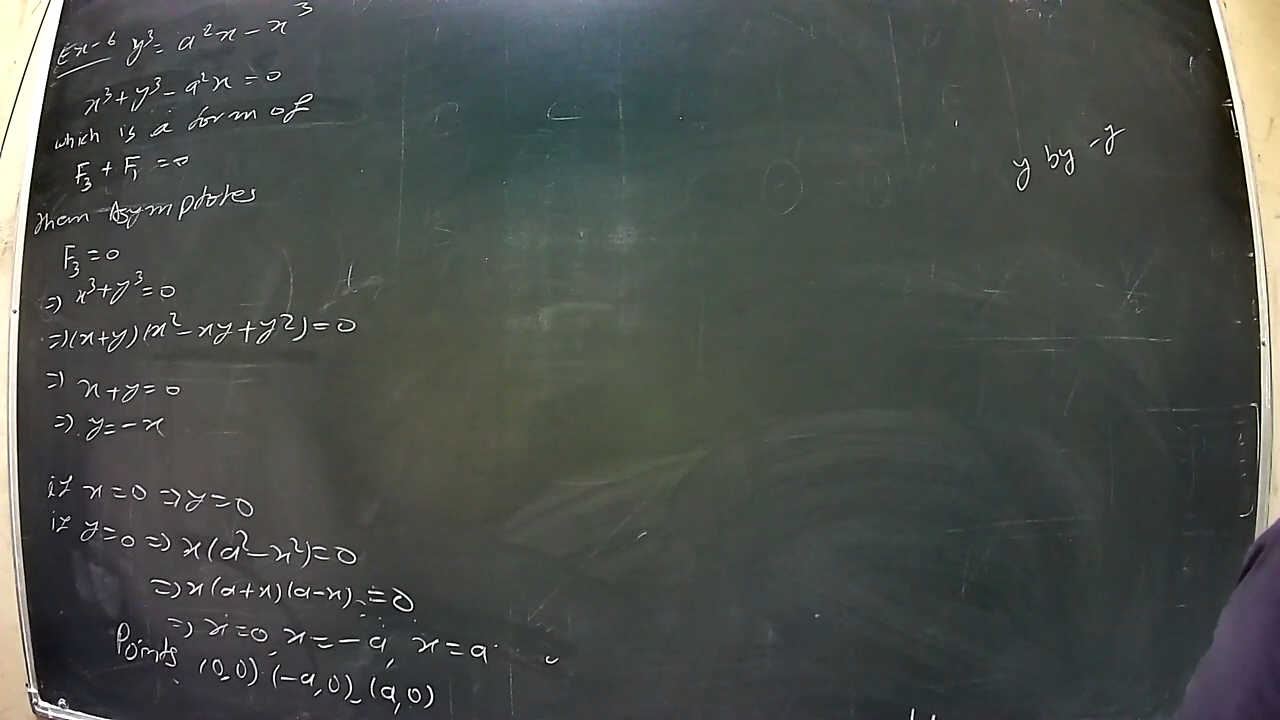 Ex-6 y³ = a²x - x³
x³ + y³ - a²x = 0
which is a form of
F₃ + F₁ = 0
then Asymptotes
F₃ = 0
=> x³ + y³ = 0
=> (x+y)(x² - xy + y²) = 0
=> x + y = 0
=> y = -x
if x = 0 => y = 0
if y = 0 => x(a² - x²) = 0
=> x(a+x)(a-x) = 0
=> x = 0, x = -a, x = a
Points (0,0) (-a,0), (a,0)
y by -y